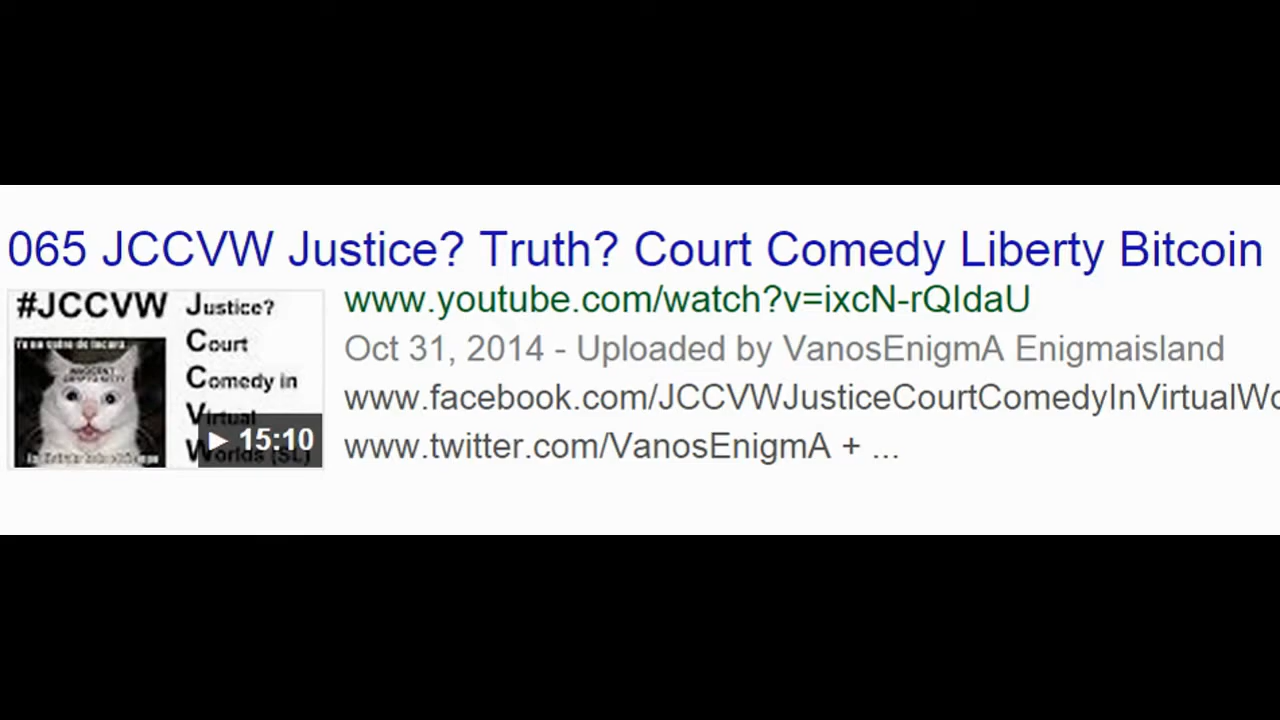 065 JCCVW Justice? Truth? Court Comedy Liberty Bitcoin
#JCCVW
Justice?
Court
Comedy in
Virtual
Worlds (SL)
15:10
www.youtube.com/watch?v=ixcN-rQIdaU
Oct 31, 2014 - Uploaded by VanosEnigmA Enigmaisland
www.facebook.com/JCCVWJusticeCourtComedyInVirtualWo
www.twitter.com/VanosEnigmA + ...